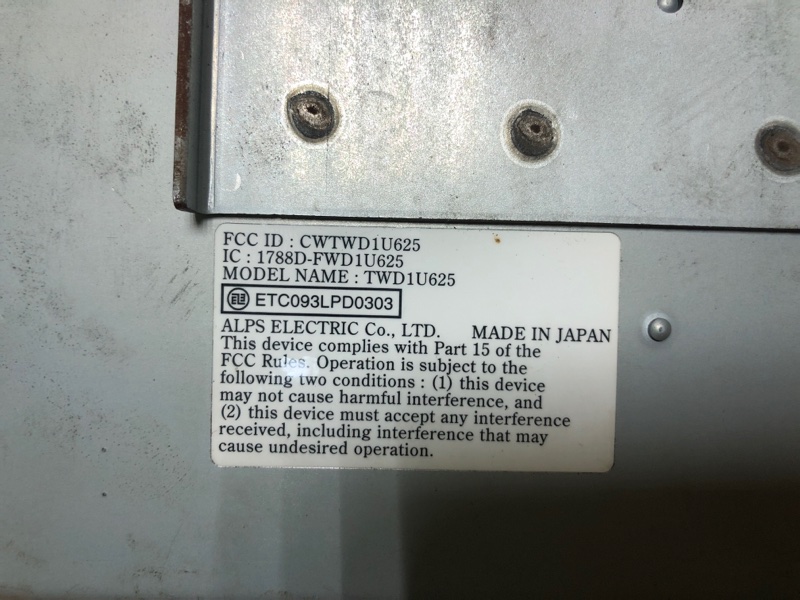 FCC ID : CWTWD1U625
IC : 1788D-FWD1U625
MODEL NAME : TWD1U625
ETC093LPD0303
ALPS ELECTRIC Co., LTD. MADE IN JAPAN
This device complies with Part 15 of the
FCC Rules. Operation is subject to the
following two conditions : (1) this device
may not cause harmful interference, and
(2) this device must accept any interference
received, including interference that may
cause undesired operation.